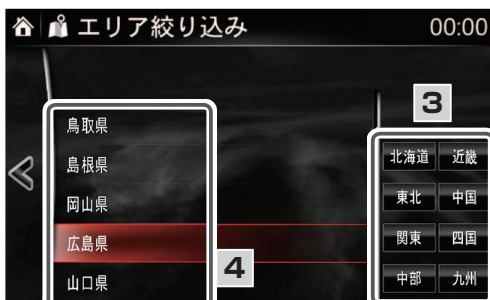 エリア絞り込み 00:00
3
鳥取県
島根県
岡山県
広島県
山口県
4
北海道 近畿
東北 中国
関東 四国
中部 九州